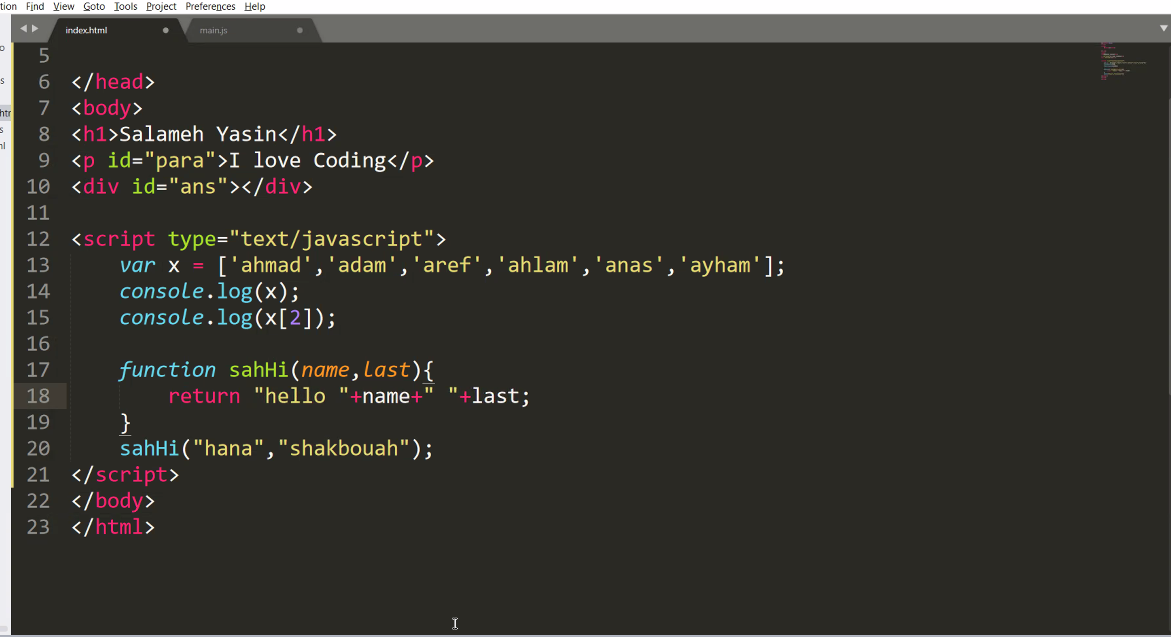 tion Find View Goto Tools Project Preferences Help
index.html main.js
5
6 </head>
7 <body>
8 <h1>Salameh Yasin</h1>
9 <p id="para">I love Coding</p>
10 <div id="ans"></div>
11
12 <script type="text/javascript">
13 var x = ['ahmad','adam','aref','ahlam','anas','ayham'];
14 console.log(x);
15 console.log(x[2]);
16
17 function sahHi(name,last){
18 return "hello "+name+" "+last;
19 }
20 sahHi("hana","shakbouah");
21 </script>
22 </body>
23 </html>